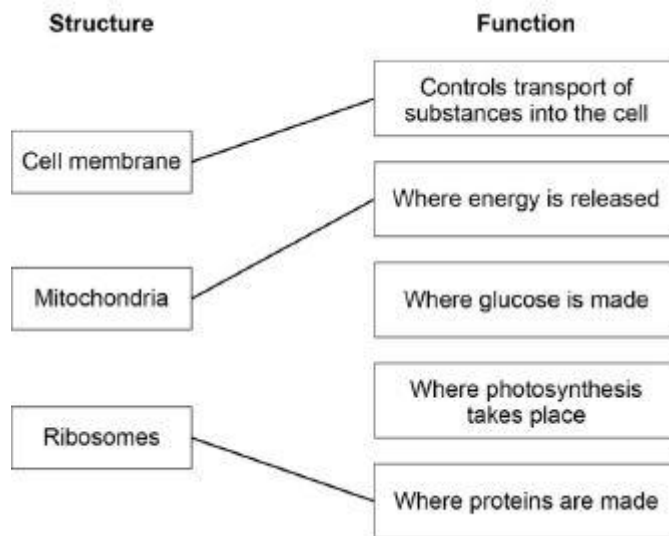 Structure
Function
Controls transport of
substances into the cell
Cell membrane
Where energy is released
Mitochondria
Where glucose is made
Where photosynthesis
takes place
Ribosomes
Where proteins are made